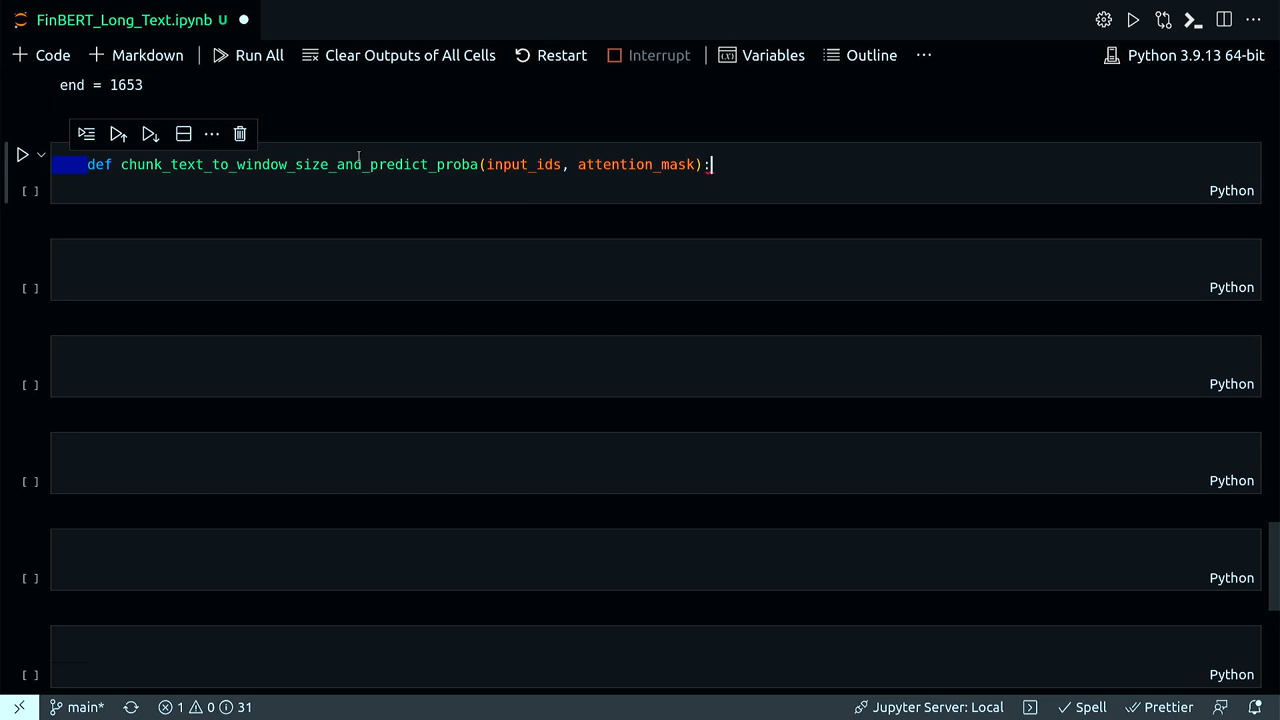 FinBERT_Long_Text.ipynb U
Code Markdown Run All Clear Outputs of All Cells Restart Interrupt Variables Outline ··· Python 3.9.13 64-bit
end = 1653
def chunk_text_to_window_size_and_predict_proba(input_ids, attention_mask):
[ ] Python
[ ] Python
[ ] Python
[ ] Python
[ ] Python
[ ] Python
main* 1 0 31 Jupyter Server: Local Spell Prettier